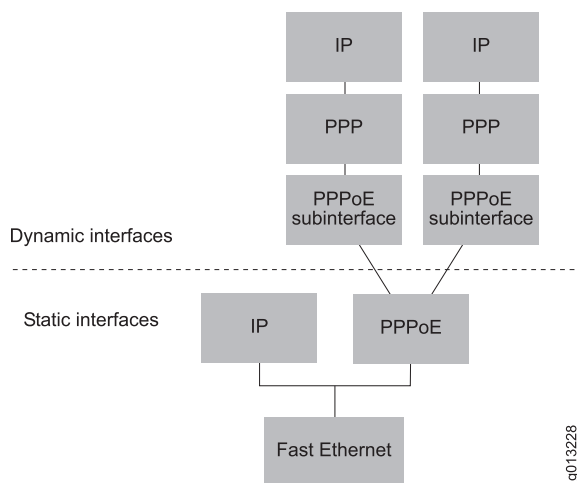 IP
IP
PPP
PPP
PPPoE
subinterface
PPPoE
subinterface
Dynamic interfaces
Static interfaces
IP
PPPoE
Fast Ethernet
g013228